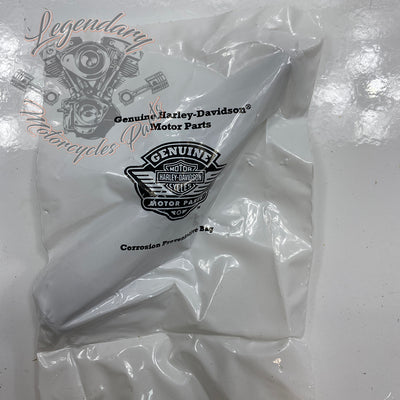 Legendary
Motorcycles Parts
Genuine Harley-Davidson®
Motor Parts
GENUINE
MOTOR
HARLEY-DAVIDSON
CYCLES
MOTOR PARTS
Corrosion Preventative Bag